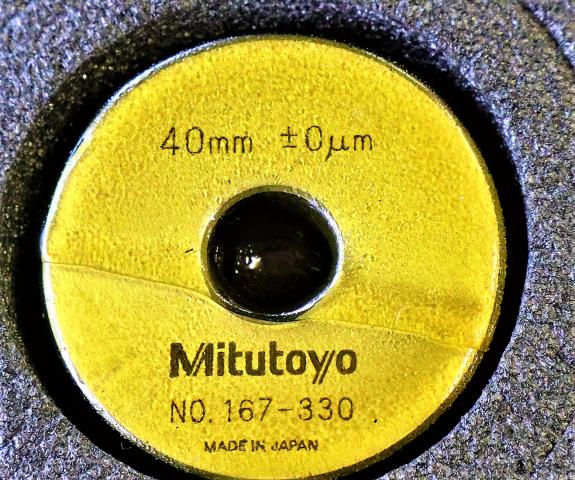 40mm ±0μm
Mitutoyo
NO. 167-330
MADE IN JAPAN